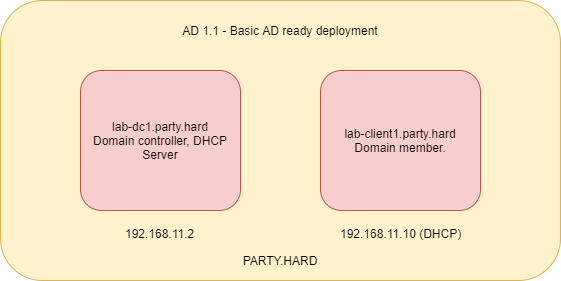 AD 1.1 - Basic AD ready deployment
lab-dc1.party.hard
Domain controller, DHCP
Server
lab-client1.party.hard
Domain member.
192.168.11.2
192.168.11.10 (DHCP)
PARTY.HARD